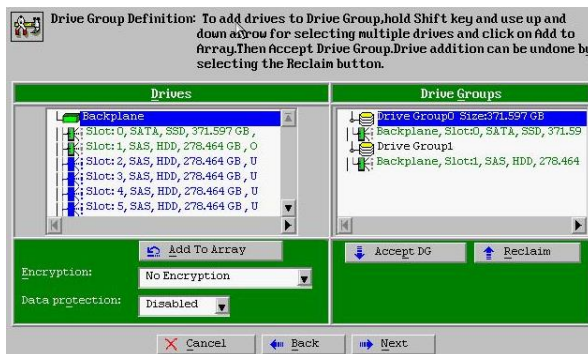 Drive Group Definition: To add drives to Drive Group,hold Shift key and use up and
down arrow for selecting multiple drives and click on Add to
Array.Then Accept Drive Group.Drive addition can be undone by
selecting the Reclaim button.
Drives
Backplane
Slot: 0, SATA, SSD, 371.597 GB ,
Slot: 1, SAS, HDD, 278.464 GB , O
Slot: 2, SAS, HDD, 278.464 GB , U
Slot: 3, SAS, HDD, 278.464 GB , U
Slot: 4, SAS, HDD, 278.464 GB , U
Slot: 5, SAS, HDD, 278.464 GB , U
Add To Array
Encryption:
No Encryption
Data protection:
Disabled
Drive Groups
Drive Group0 Size:371.597 GB
Backplane, Slot:0, SATA, SSD, 371.59
Drive Group1
Backplane, Slot:1, SAS, HDD, 278.464
Accept DG
Reclaim
Cancel
Back
Next